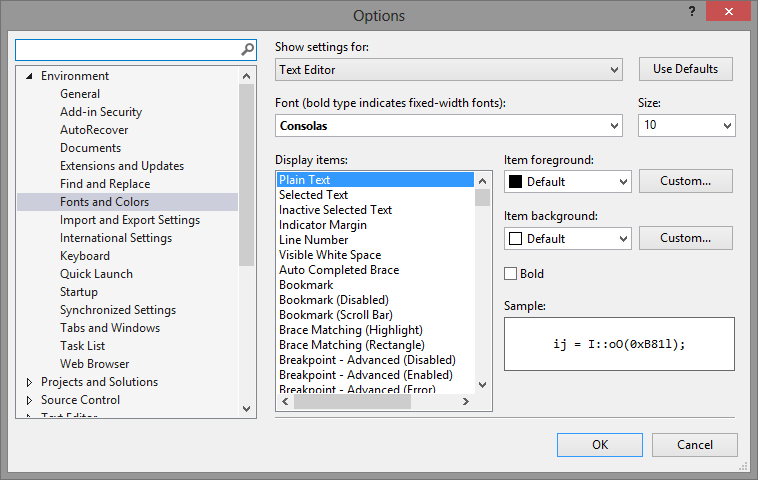 Options
?
Environment
General
Add-in Security
AutoRecover
Documents
Extensions and Updates
Find and Replace
Fonts and Colors
Import and Export Settings
International Settings
Keyboard
Quick Launch
Startup
Synchronized Settings
Tabs and Windows
Task List
Web Browser
Projects and Solutions
Source Control
Text Editor
Show settings for:
Text Editor
Use Defaults
Font (bold type indicates fixed-width fonts):
Size:
Consolas
10
Display items:
Plain Text
Selected Text
Inactive Selected Text
Indicator Margin
Line Number
Visible White Space
Auto Completed Brace
Bookmark
Bookmark (Disabled)
Bookmark (Scroll Bar)
Brace Matching (Highlight)
Brace Matching (Rectangle)
Breakpoint - Advanced (Disabled)
Breakpoint - Advanced (Enabled)
Breakpoint - Advanced (Error)
Item foreground:
Default
Custom...
Item background:
Default
Custom...
Bold
Sample:
ij = I::oO(0xB81l);
OK
Cancel